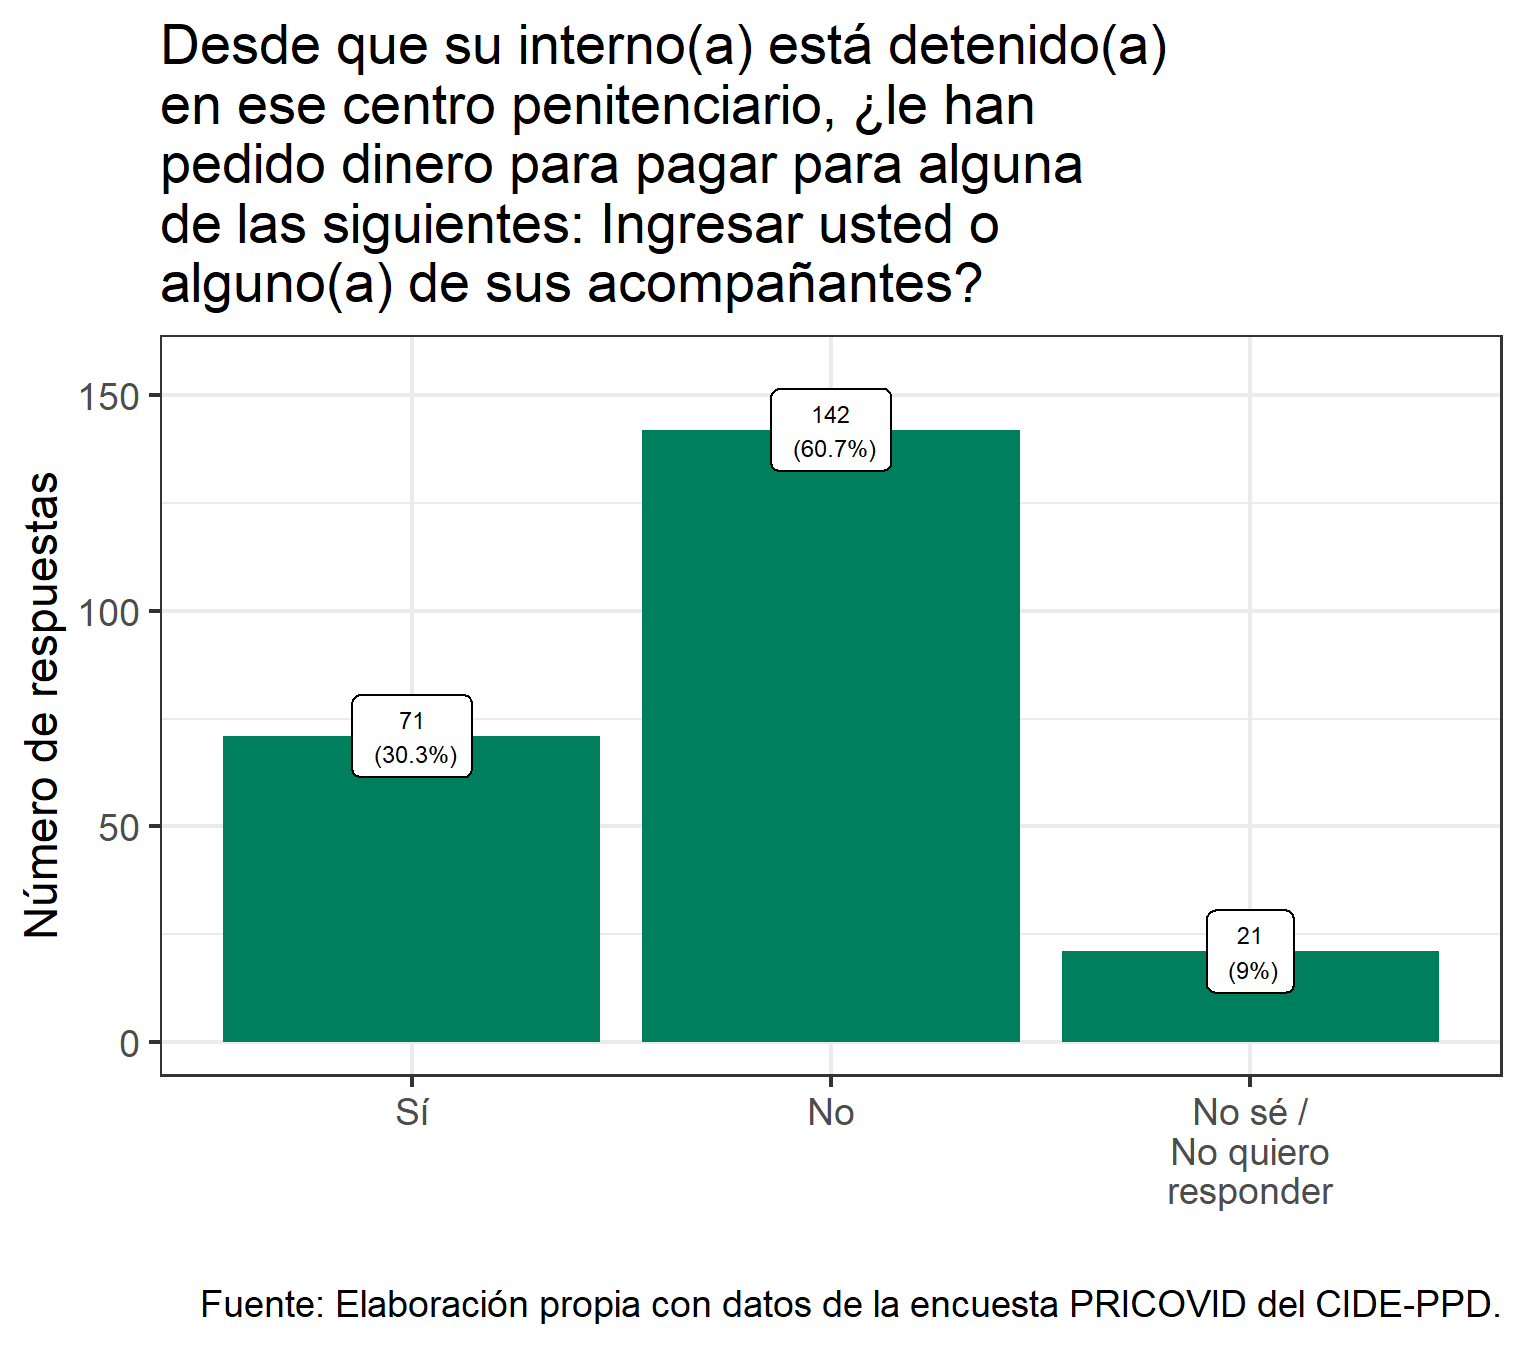 Desde que su interno(a) está detenido(a)
en ese centro penitenciario, ¿le han
pedido dinero para pagar para alguna
de las siguientes: Ingresar usted o
alguno(a) de sus acompañantes?
Número de respuestas
150
100
50
0
71
(30.3%)
142
(60.7%)
21
(9%)
Sí
No
No sé /
No quiero
responder
Fuente: Elaboración propia con datos de la encuesta PRICOVID del CIDE-PPD.